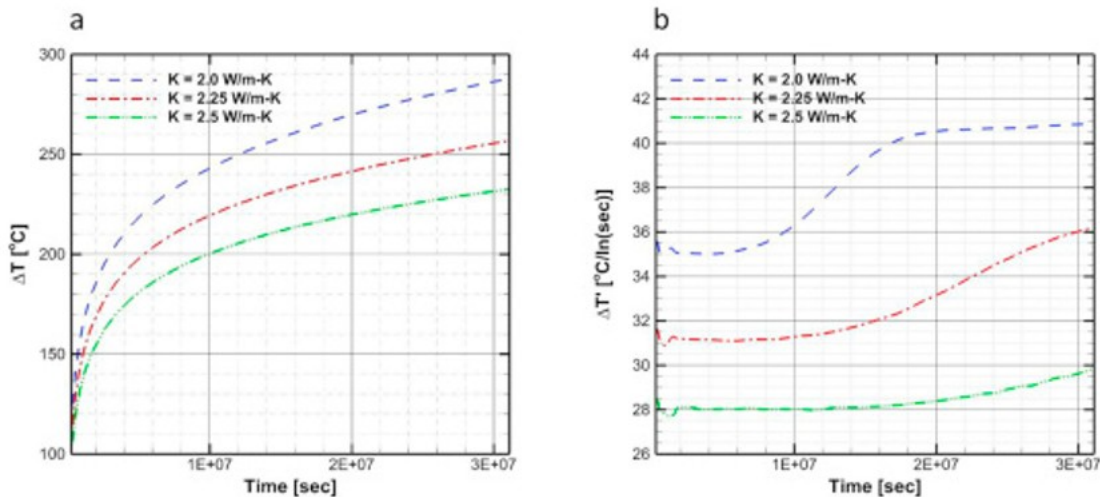 a
300
250
200
150
100
ΔT [°C]
K = 2.0 W/m-K
K = 2.25 W/m-K
K = 2.5 W/m-K
1E+07
2E+07
3E+07
Time [sec]
b
44
42
40
38
36
34
32
30
28
26
ΔT' [°C/ln(sec)]
K = 2.0 W/m-K
K = 2.25 W/m-K
K = 2.5 W/m-K
1E+07
2E+07
3E+07
Time [sec]